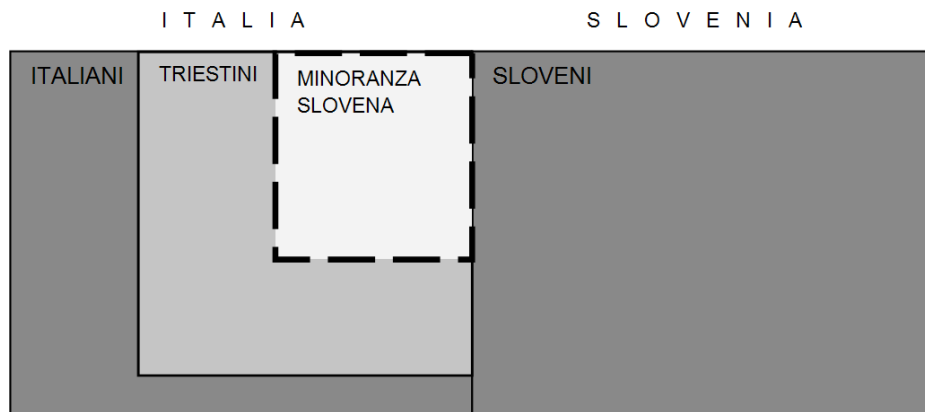 I T A L I A
S L O V E N I A
ITALIANI
TRIESTINI
MINORANZA
SLOVENA
SLOVENI